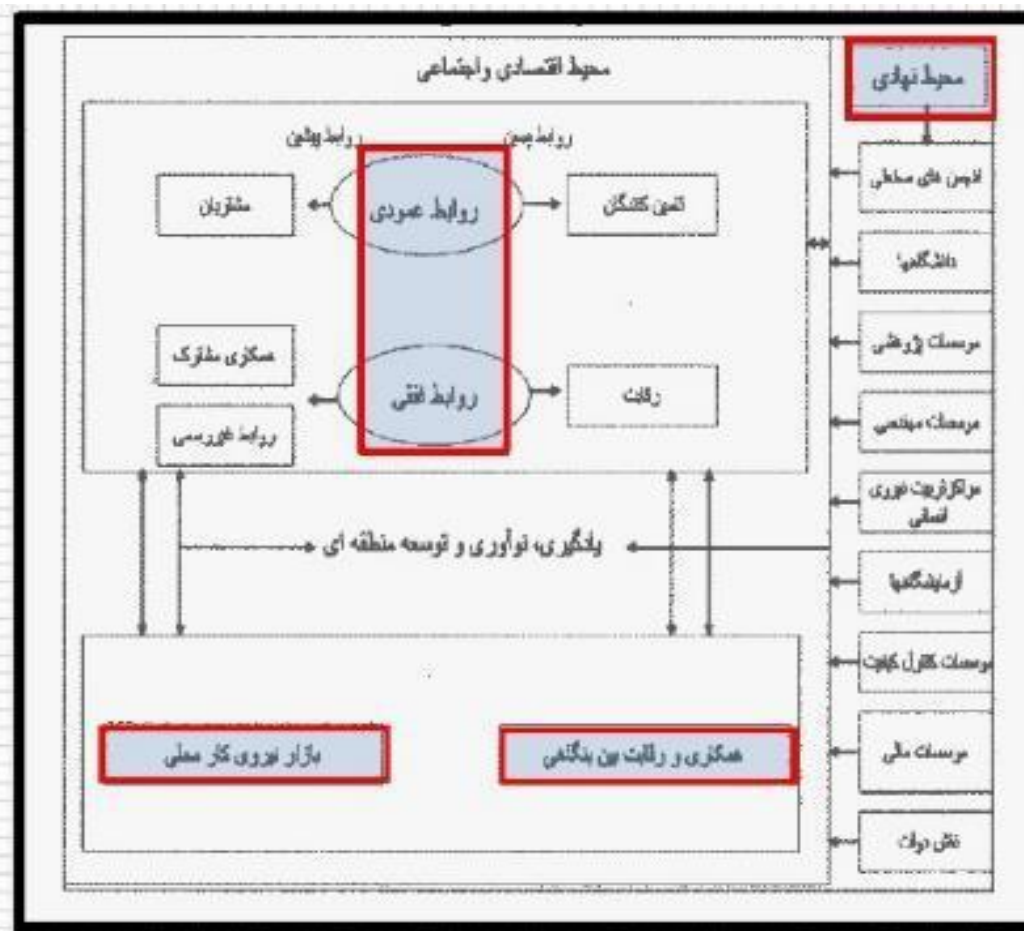 محیط اقتصادی و اجتماعی
محیط نهادی
روابط پیشین
روابط پسین
مشتریان
روابط عمودی
تامین کنندگان
انجمن های صنعتی
دانشگاهها
همکاری مشترک
موسسات پژوهشی
روابط افقی
رقابت
روابط غیررسمی
موسسات مهندسی
مراکز تربیت نیروی
انسانی
یادگیری، نوآوری و توسعه منطقه ای
آزمایشگاهها
موسسات کنترل کیفیت
بازار نیروی کار محلی
همکاری و رقابت بین بنگاهی
موسسات مالی
نقش دولت